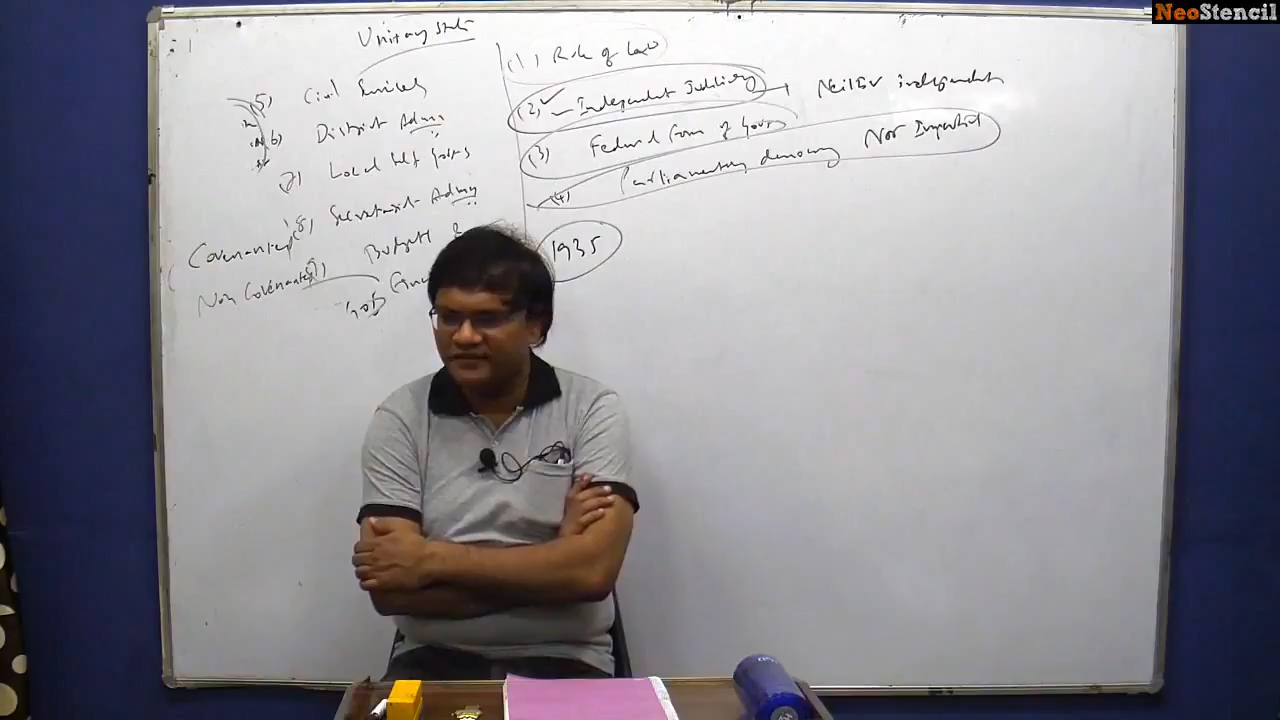 NeoStencil
Unitary State
5) Civil Services
6) District Admn
7) Local Self Govts
8) Secretariat Admn
Covenanted
9) Budget &
Non Covenanted
10)
(1) Rule of law
(2) Independent Judiciary → Neither independent
(3) Federal form of Govt
Nor Impartial
(4) Parliamentary democracy
1935